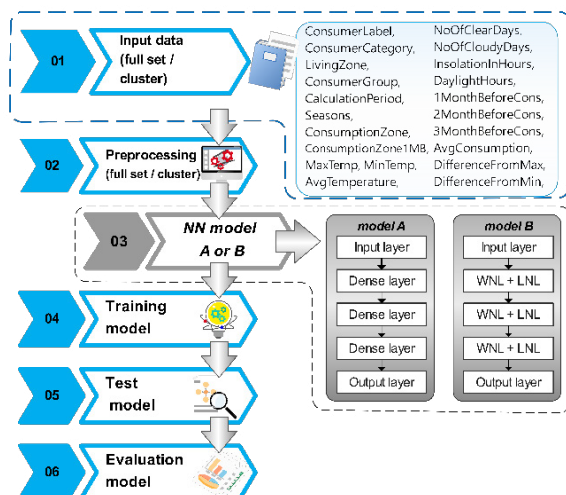 01
Input data
(full set /
cluster)
ConsumerLabel,
ConsumerCategory,
LivingZone,
ConsumerGroup,
CalculationPeriod,
Seasons,
ConsumptionZone,
ConsumptionZone1MB,
MaxTemp, MinTemp,
AvgTemperature,
NoOfClearDays,
NoOfCloudyDays,
InsolationInHours,
DaylightHours,
1MonthBeforeCons,
2MonthBeforeCons,
3MonthBeforeCons,
AvgConsumption,
DifferenceFromMax,
DifferenceFromMin,
02
Preprocessing
(full set / cluster)
03
NN model
A or B
model A
Input layer
Dense layer
Dense layer
Dense layer
Output layer
model B
Input layer
WNL + LNL
WNL + LNL
WNL + LNL
Output layer
04
Training
model
05
Test
model
06
Evaluation
model